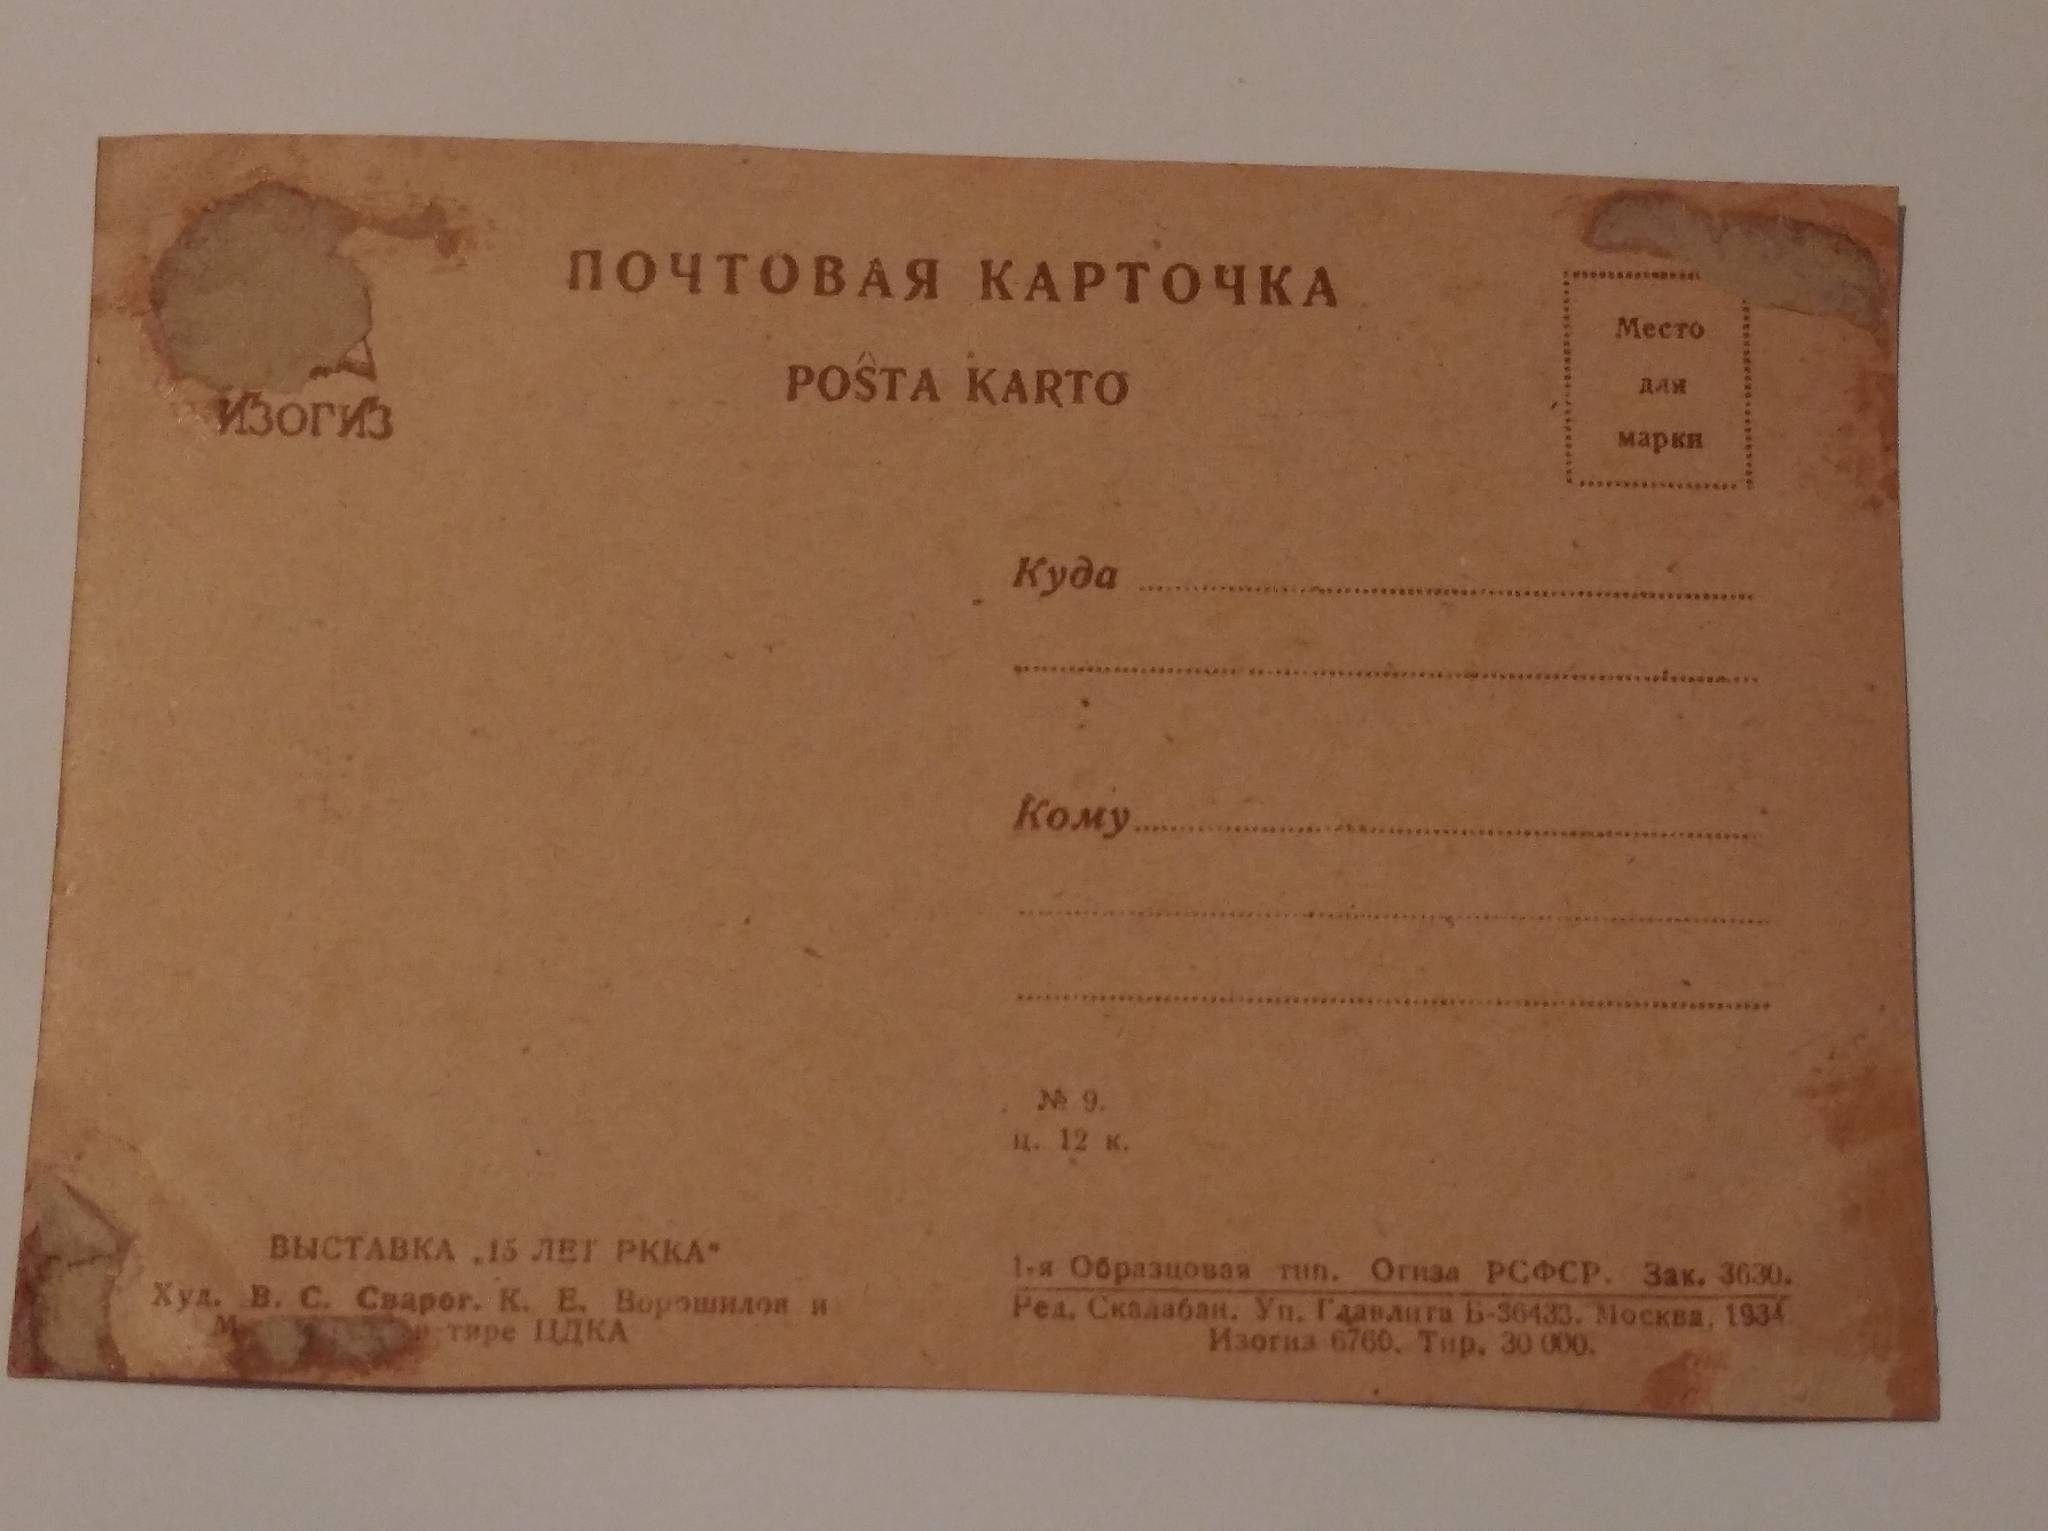 ПОЧТОВАЯ КАРТОЧКА
POŜTA KARTO
ИЗОГИЗ
Место
для
марки
Куда
Кому
№ 9.
ц. 12 к.
ВЫСТАВКА „15 ЛЕТ РККА“
Худ. В. С. Сварог. К. Е. Ворошилов и
тире ЦДКА
1-я Образцовая тип. Огиза РСФСР. Зак. 3630.
Ред. Скалабан. Уп. Главлита Б-36433. Москва, 1934
Изогиз 6760. Тир. 30 000.